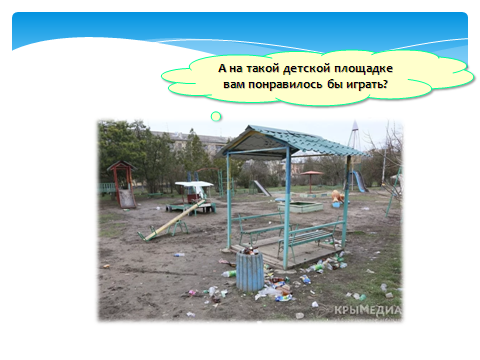 А на такой детской площадке
вам понравилось бы играть?
КРЫМЕДИА